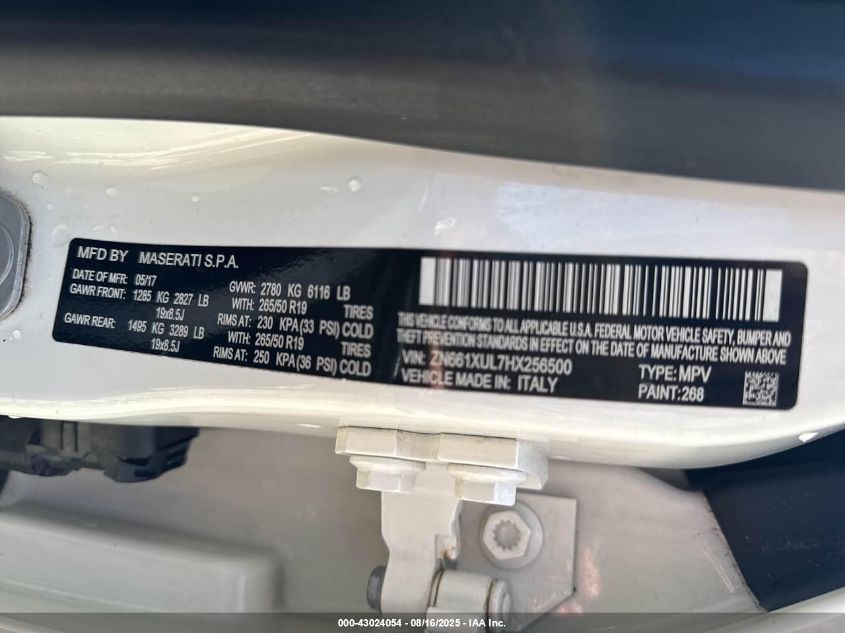 MFD BY MASERATI S.P.A.
DATE OF MFR: 05/17 GVWR: 2780 KG 6116 LB
GAWR FRONT: 1285 KG 2827 LB WITH: 265/50 R19 TIRES
19x8.5J RIMS AT: 230 KPA(33 PSI) COLD
GAWR REAR: 1495 KG 3289 LB WITH: 265/50 R19 TIRES
19x8.5J RIMS AT: 250 KPA(36 PSI) COLD
THIS VEHICLE CONFORMS TO ALL APPLICABLE U.S.A. FEDERAL MOTOR VEHICLE SAFETY, BUMPER AND
THEFT PREVENTION STANDARDS IN EFFECT ON THE DATE OF MANUFACTURE SHOWN ABOVE
VIN: ZN661XUL7HX256500 TYPE: MPV
VEHICLE MADE IN: ITALY PAINT:268
000-43024054 - 08/16/2025 - IAA Inc.